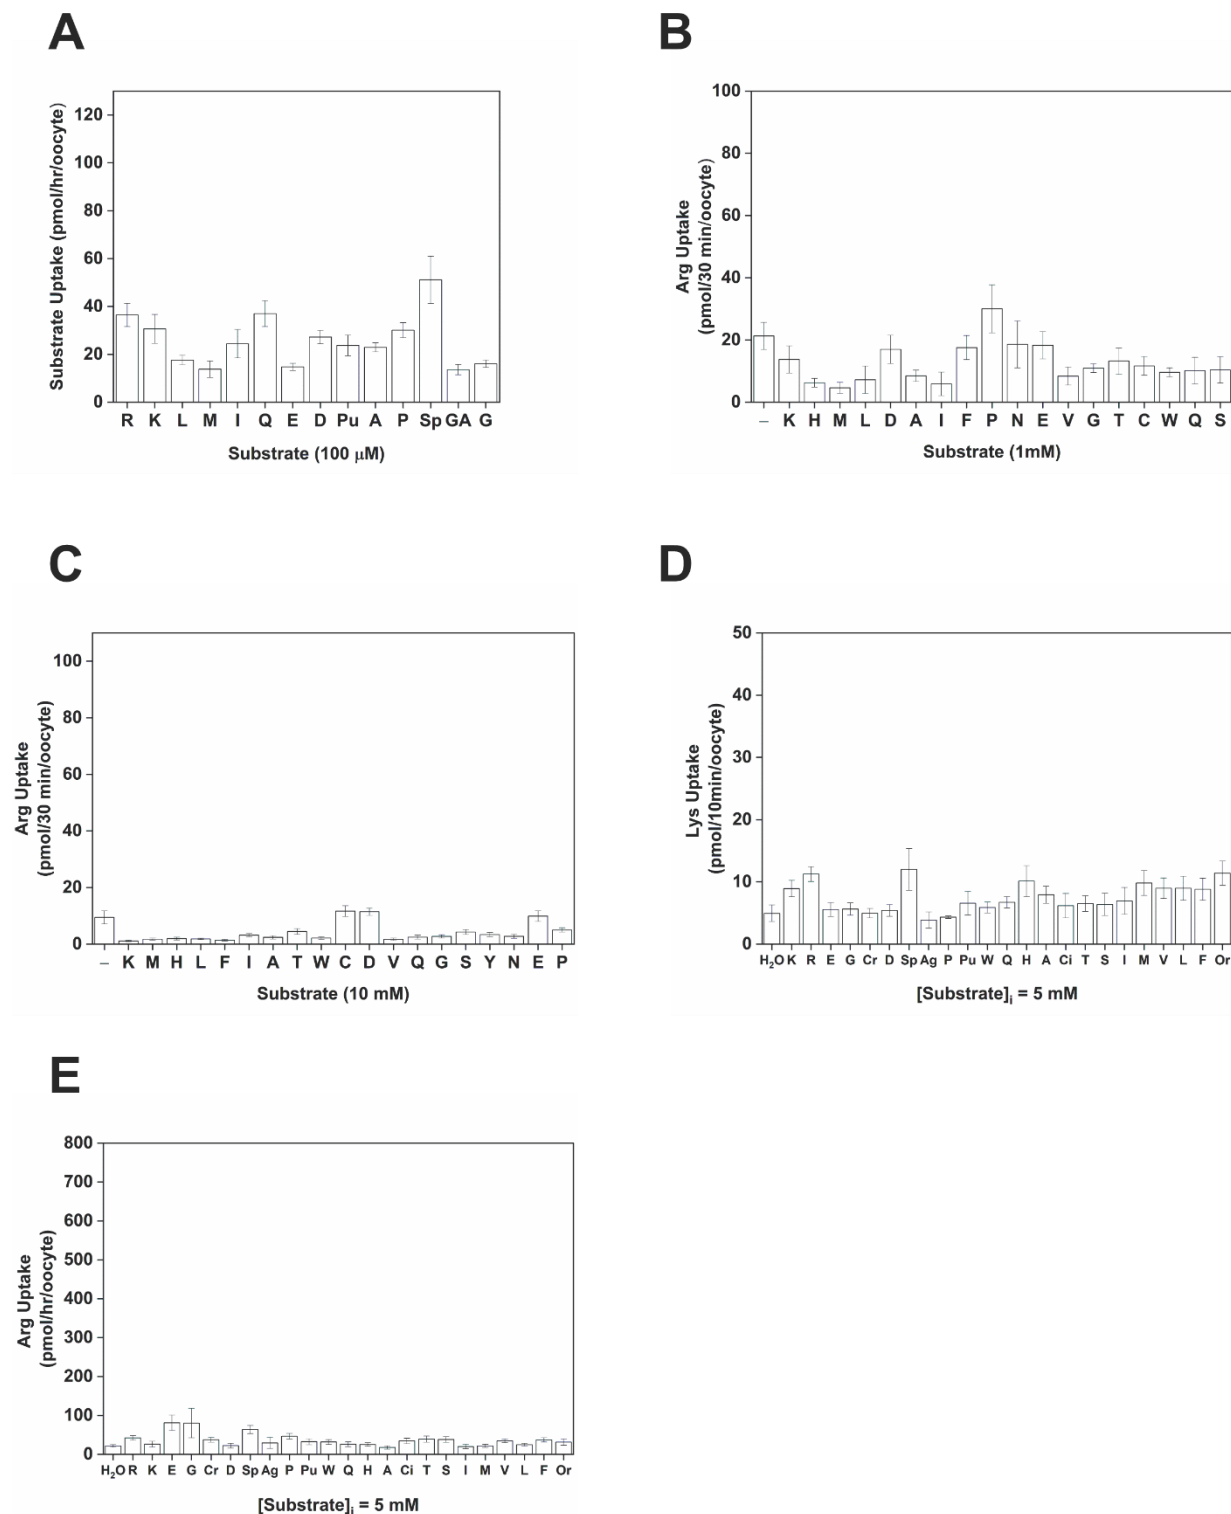 A
Substrate Uptake (pmol/hr/oocyte)
120
100
80
60
40
20
0
R K L M I Q E D Pu A P Sp GA G
Substrate (100 μM)
B
Arg Uptake
(pmol/30 min/oocyte)
100
80
60
40
20
0
– K H M L D A I F P N E V G T C W Q S
Substrate (1mM)
C
Arg Uptake
(pmol/30 min/oocyte)
100
80
60
40
20
0
– K M H L F I A T W C D V Q G S Y N E P
Substrate (10 mM)
D
Lys Uptake
(pmol/10min/oocyte)
50
40
30
20
10
0
H₂O K R E G Cr D Sp Ag P Pu W Q H A Ci T S I M V L F Or
[Substrate]ᵢ = 5 mM
E
Arg Uptake
(pmol/hr/oocyte)
800
700
600
500
400
300
200
100
0
H₂O R K E G Cr D Sp Ag P Pu W Q H A Ci T S I M V L F Or
[Substrate]ᵢ = 5 mM